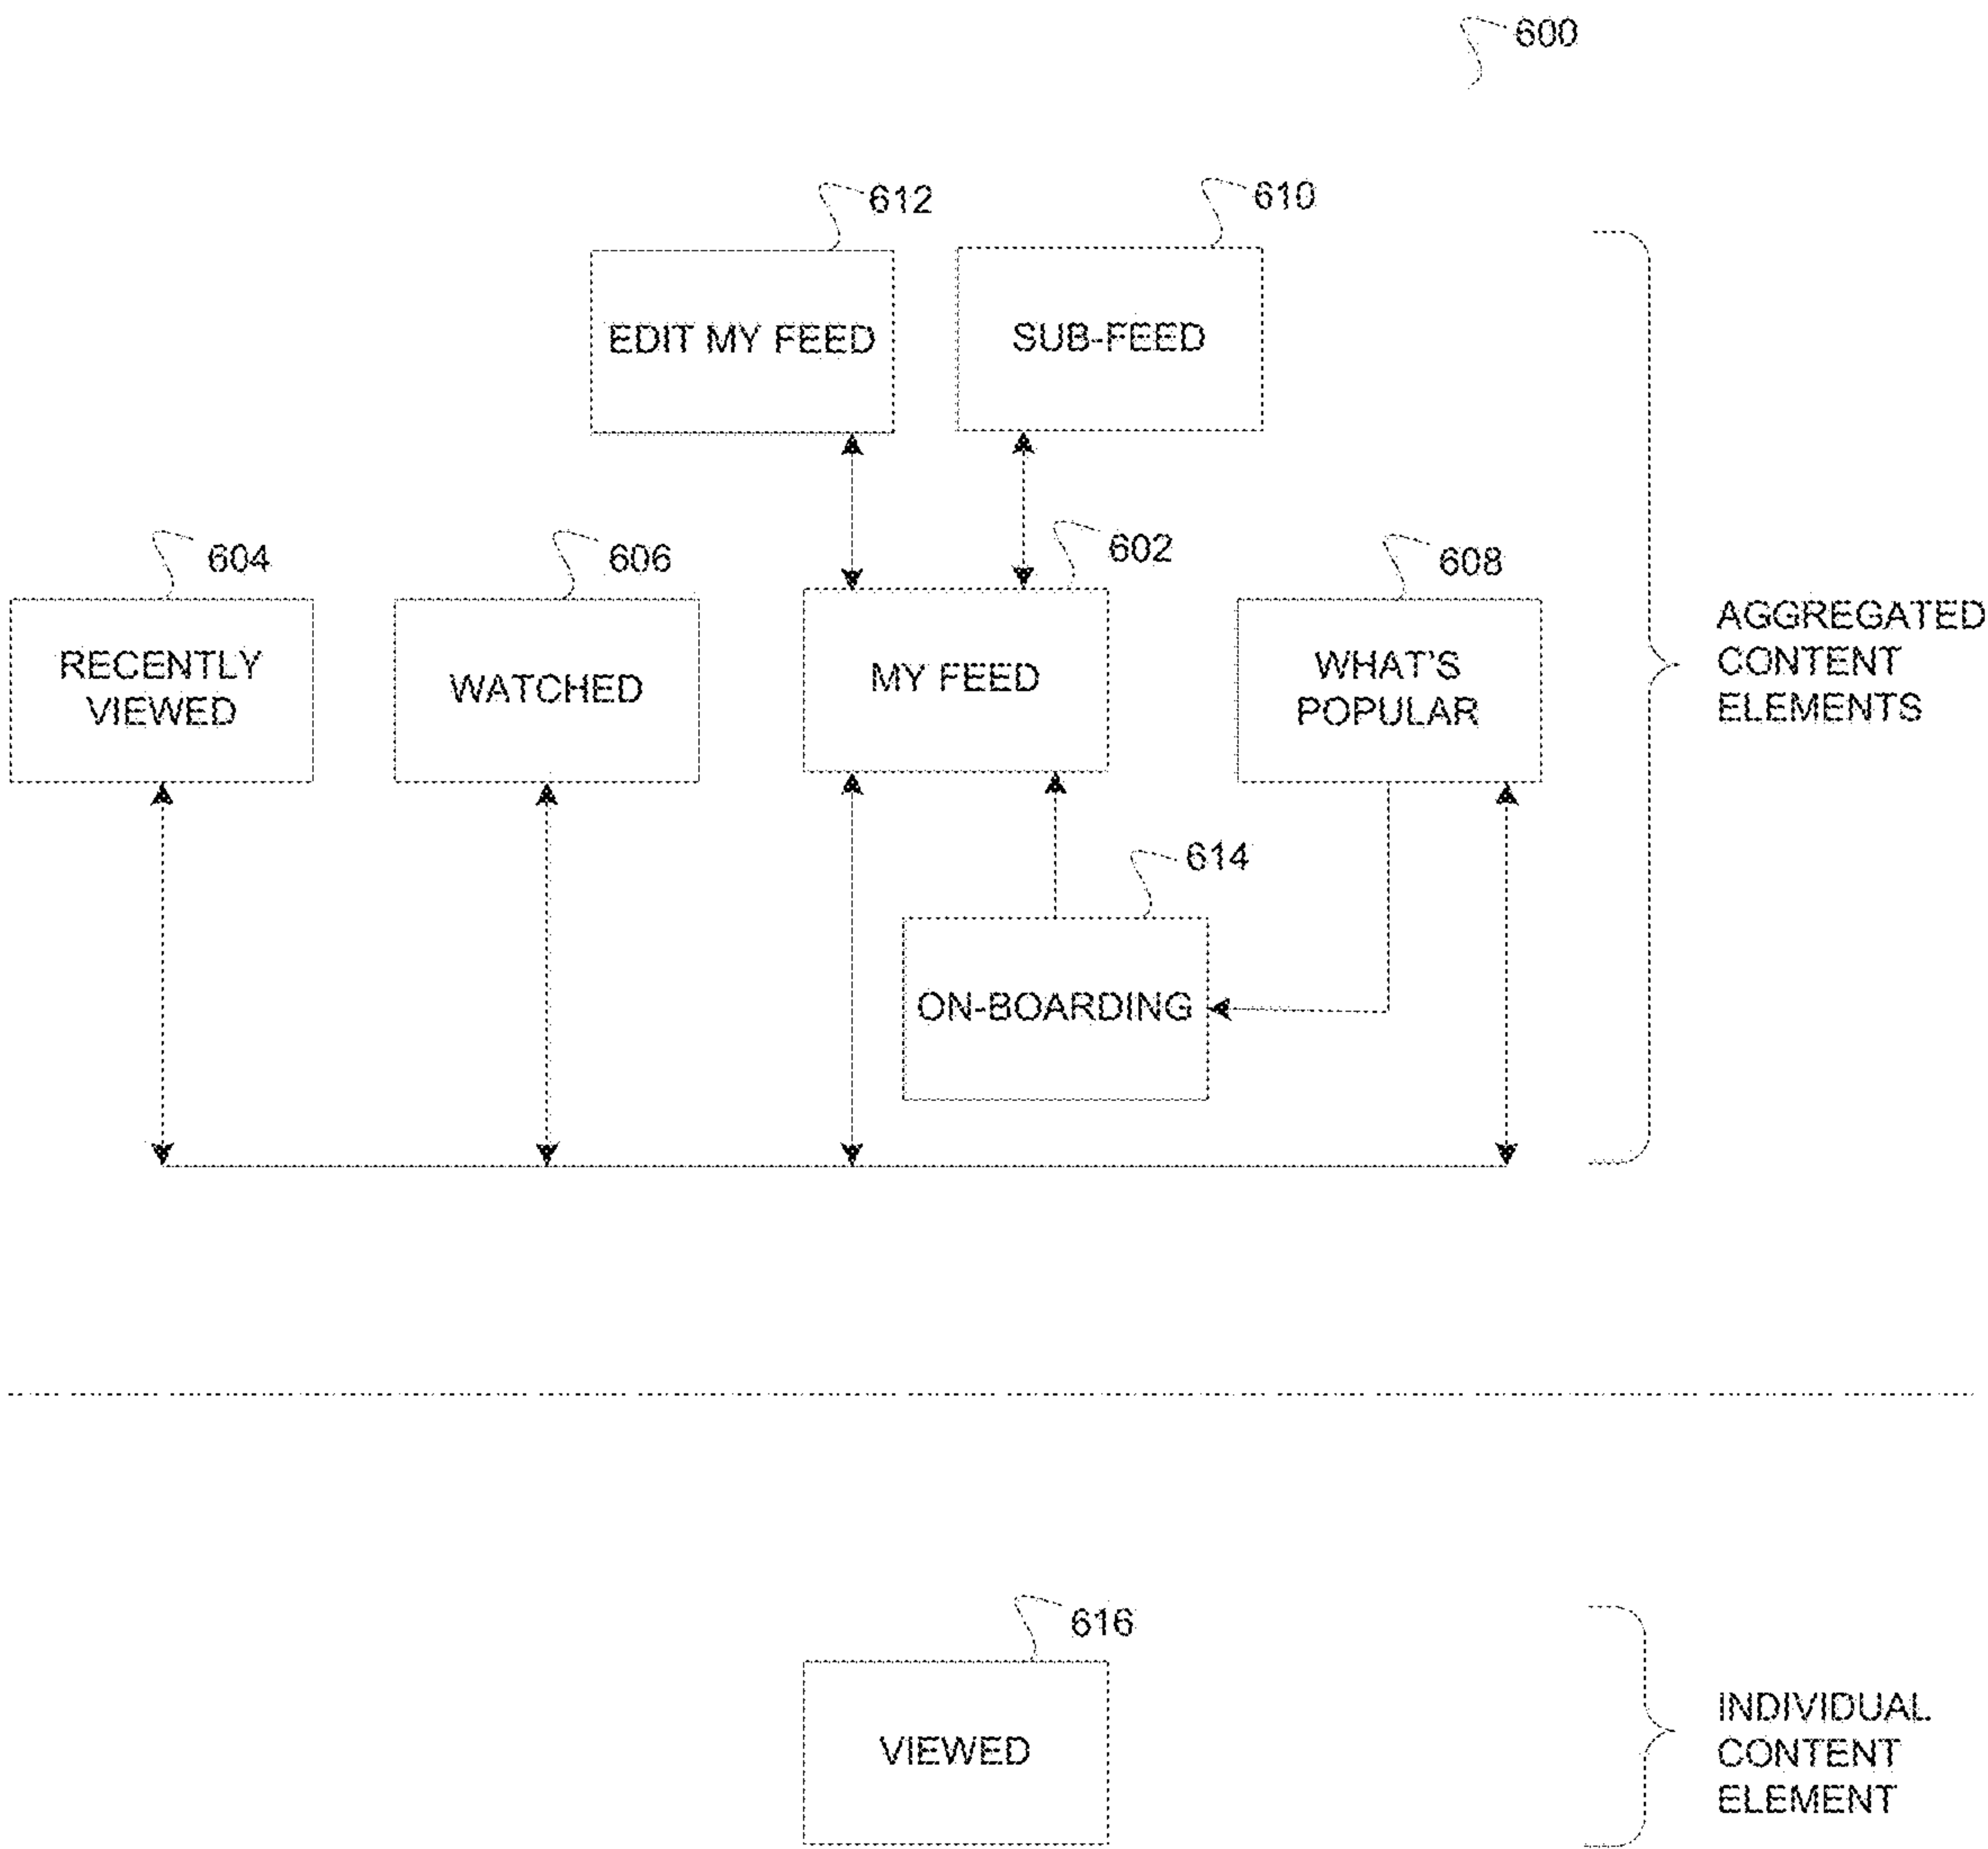 600
612
610
EDIT MY FEED
SUB-FEED
604
606
602
608
RECENTLY
VIEWED
WATCHED
MY FEED
WHAT'S
POPULAR
AGGREGATED
CONTENT
ELEMENTS
614
ON-BOARDING
616
VIEWED
INDIVIDUAL
CONTENT
ELEMENT